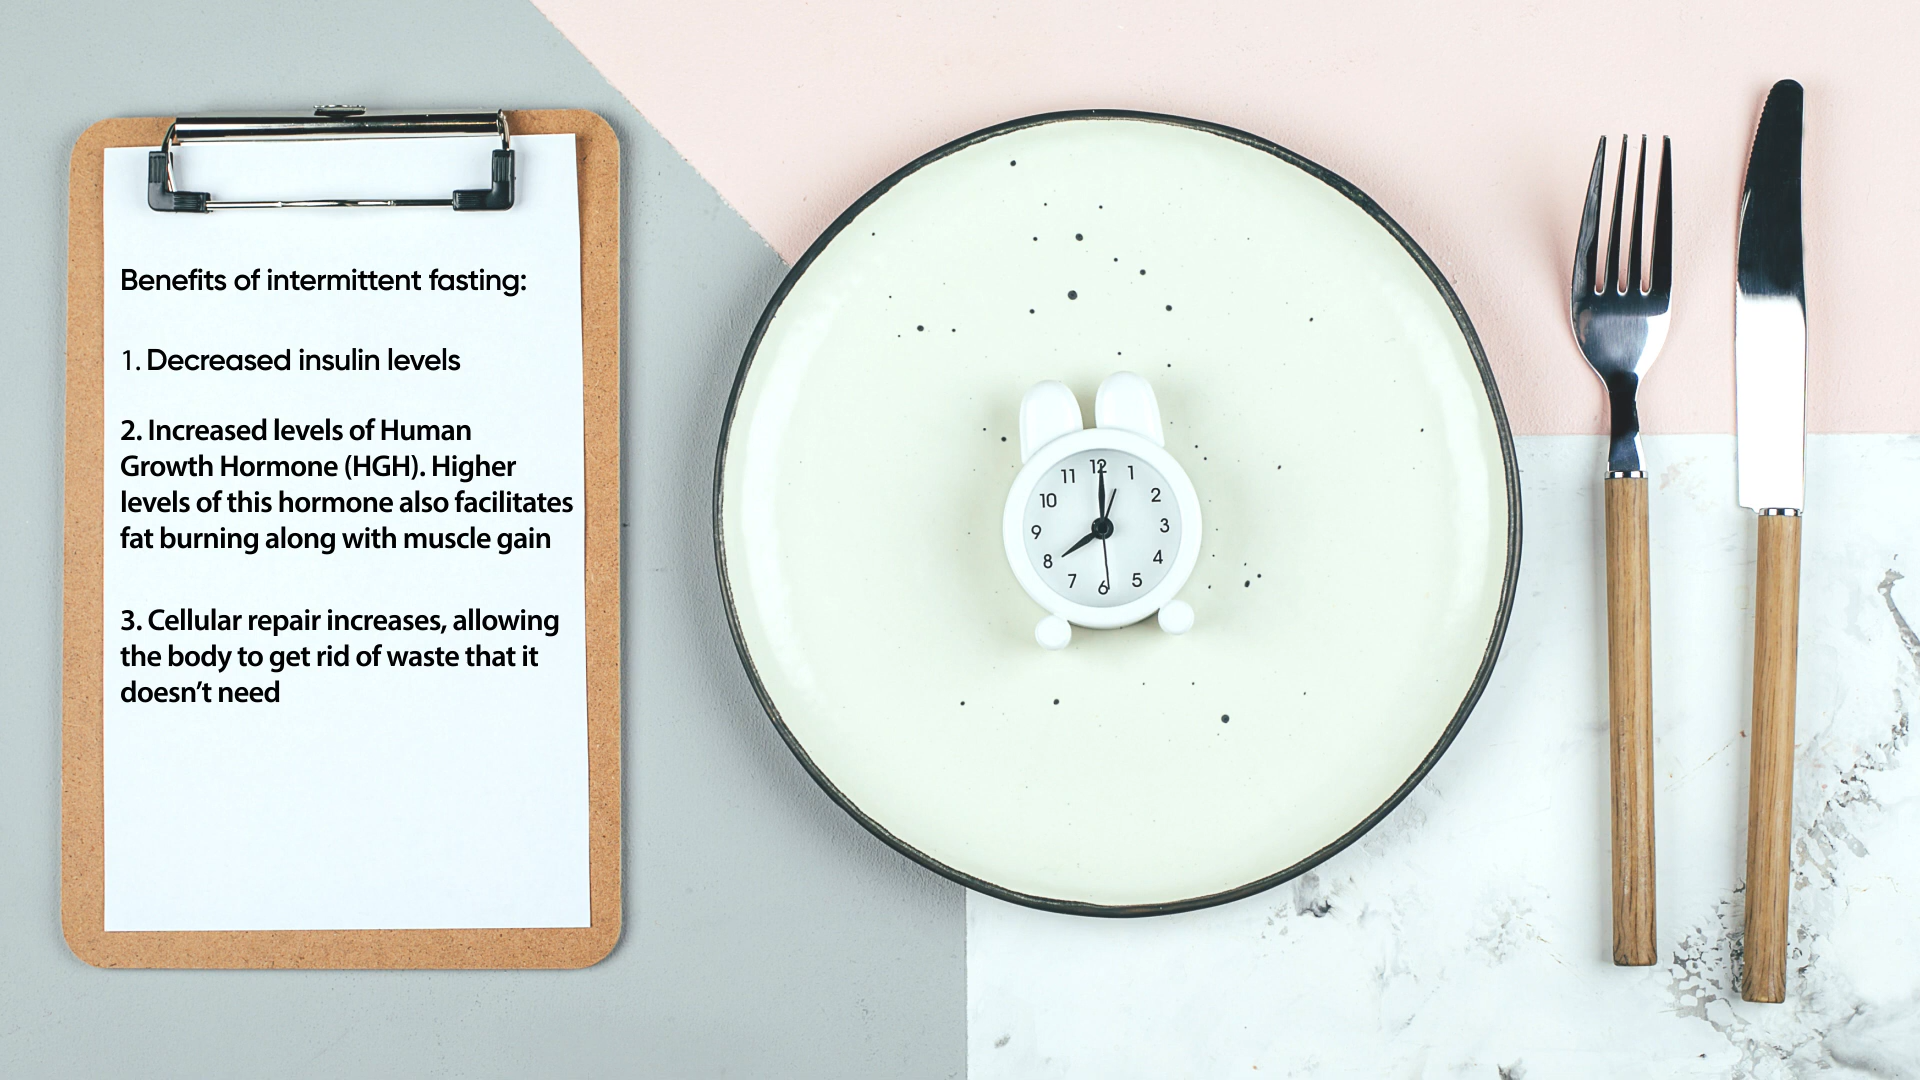 Benefits of intermittent fasting:
1. Decreased insulin levels
2. Increased levels of Human
Growth Hormone (HGH). Higher
levels of this hormone also facilitates
fat burning along with muscle gain
3. Cellular repair increases, allowing
the body to get rid of waste that it
doesn't need
12
1
2
3
4
5
6
7
8
9
10
11